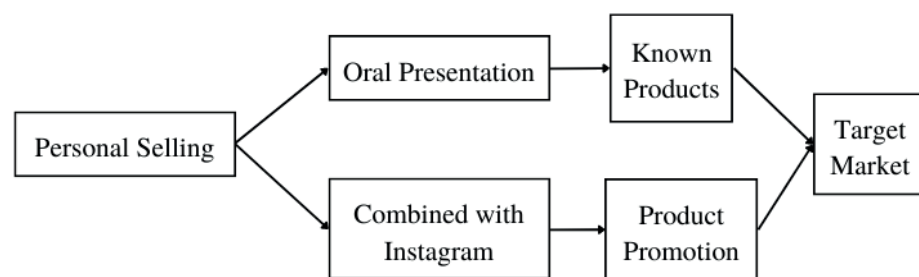 Personal Selling
Oral Presentation
Known
Products
Combined with
Instagram
Product
Promotion
Target
Market